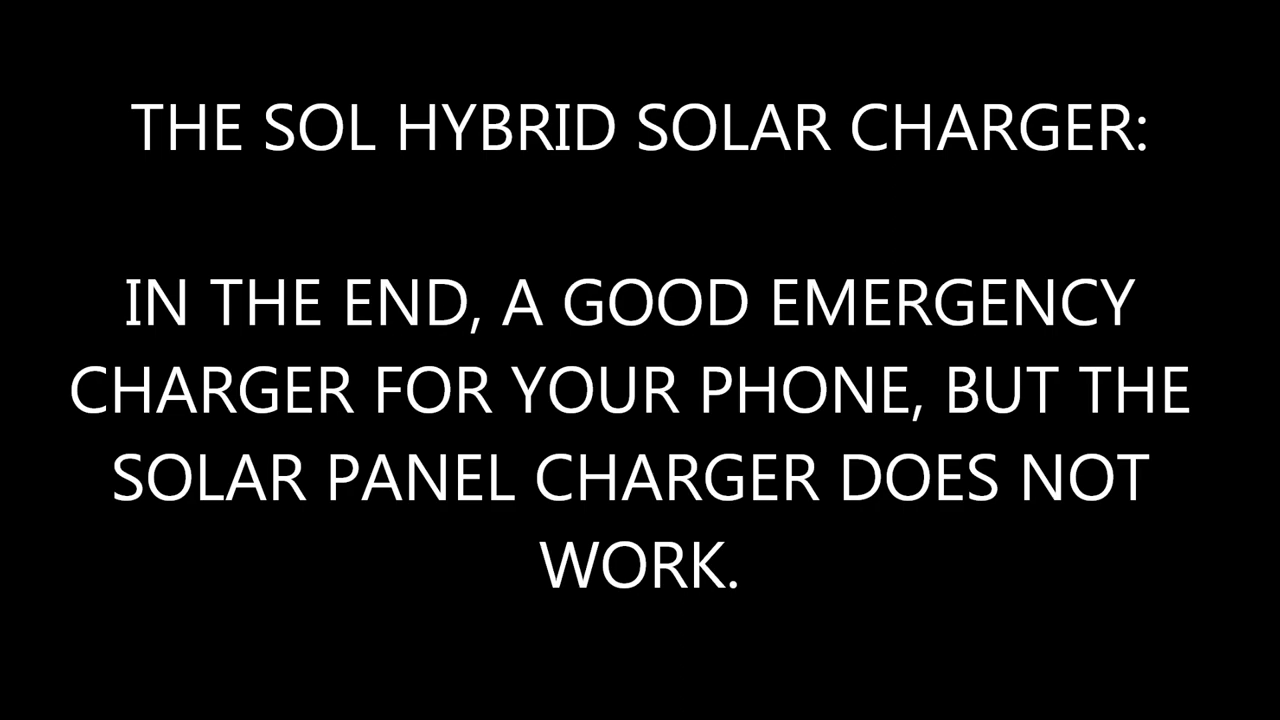 THE SOL HYBRID SOLAR CHARGER:
IN THE END, A GOOD EMERGENCY
CHARGER FOR YOUR PHONE, BUT THE
SOLAR PANEL CHARGER DOES NOT
WORK.